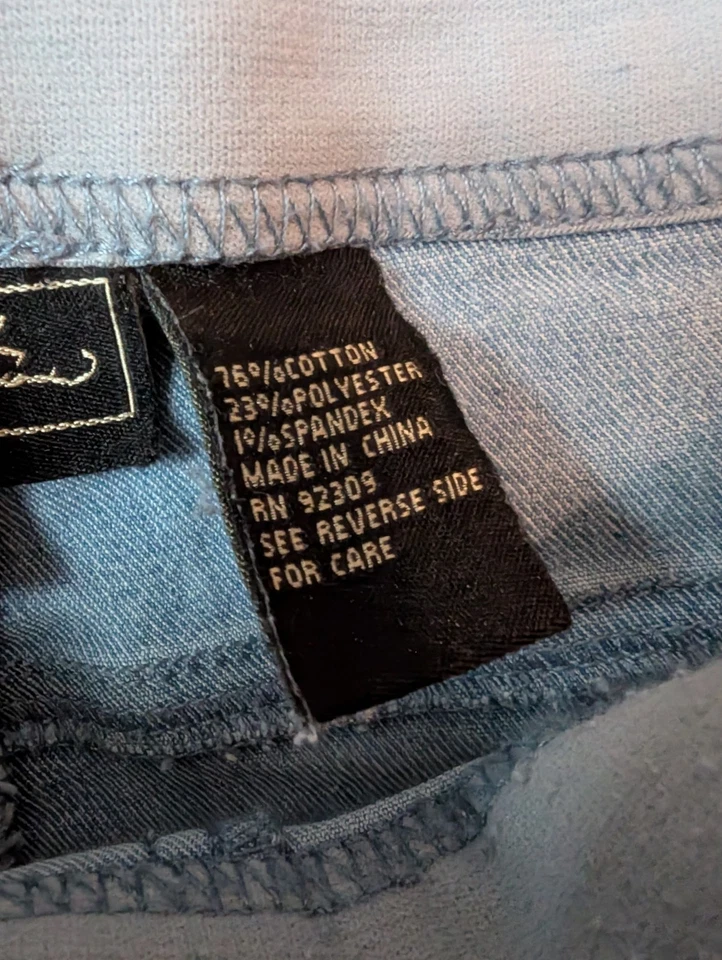 76%COTTON
23%POLYESTER
1%SPANDEX
MADE IN CHINA
RN 92309
SEE REVERSE SIDE
FOR CARE